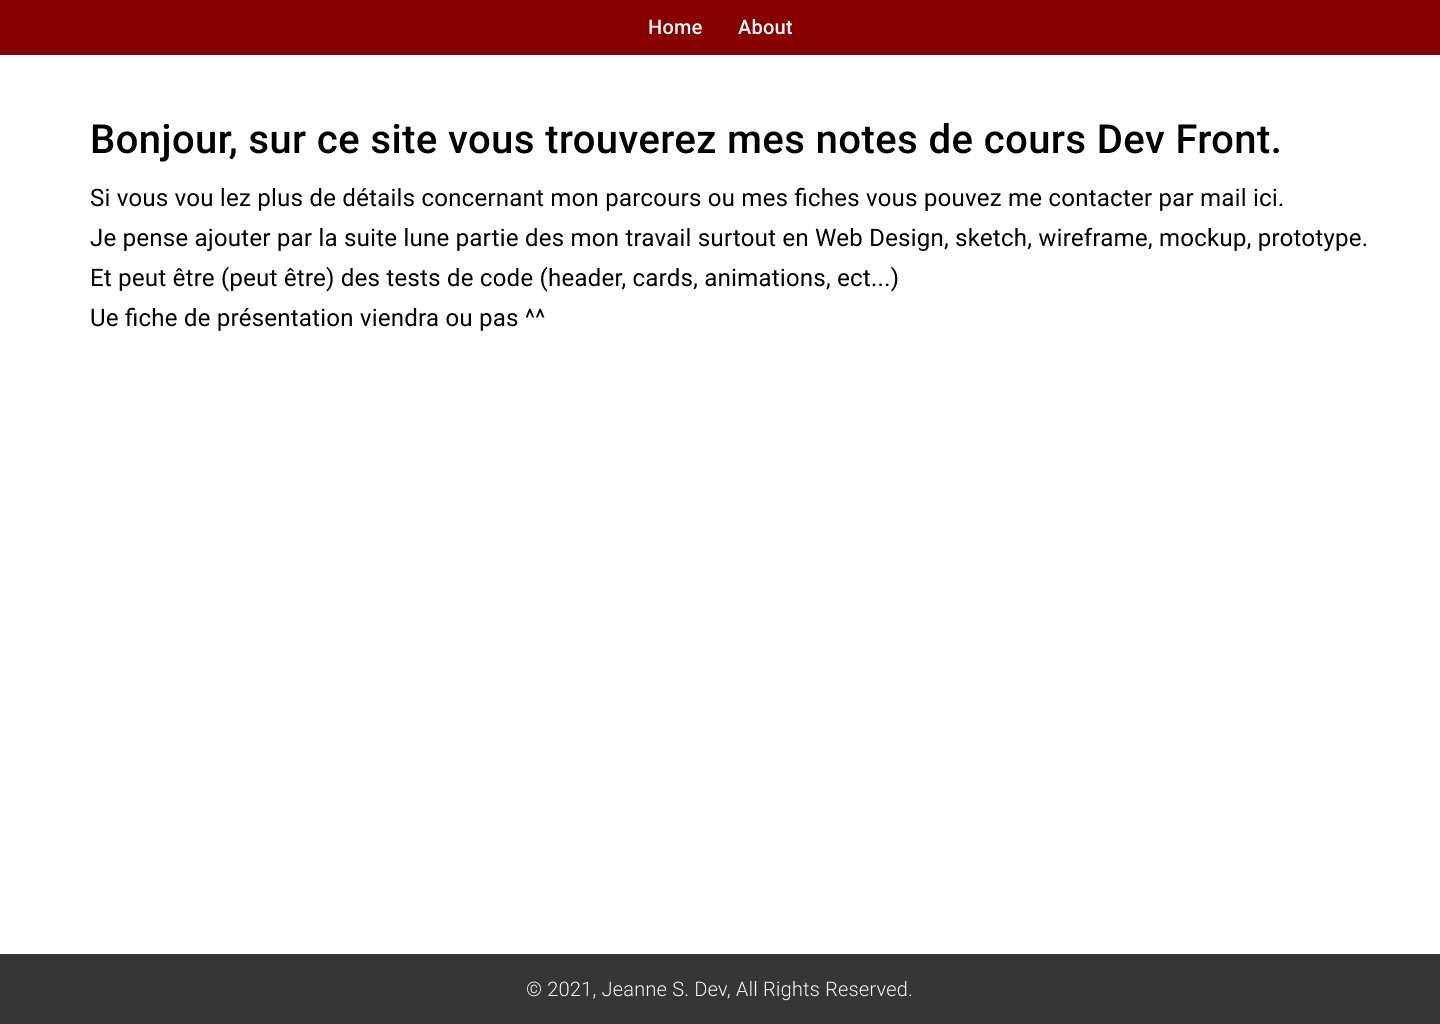 Home About
Bonjour, sur ce site vous trouverez mes notes de cours Dev Front.
Si vous vou lez plus de détails concernant mon parcours ou mes fiches vous pouvez me contacter par mail ici.
Je pense ajouter par la suite lune partie des mon travail surtout en Web Design, sketch, wireframe, mockup, prototype.
Et peut être (peut être) des tests de code (header, cards, animations, ect...)
Ue fiche de présentation viendra ou pas ^^
© 2021, Jeanne S. Dev, All Rights Reserved.